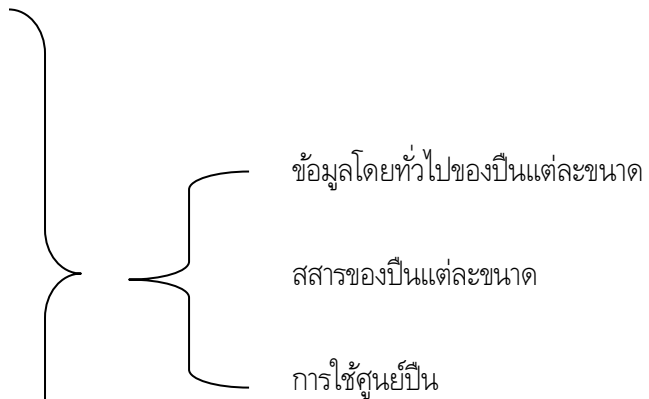 ข้อมูลโดยทั่วไปของปืนแต่ละขนาด
สสารของปืนแต่ละขนาด
การใช้ศูนย์ปืน